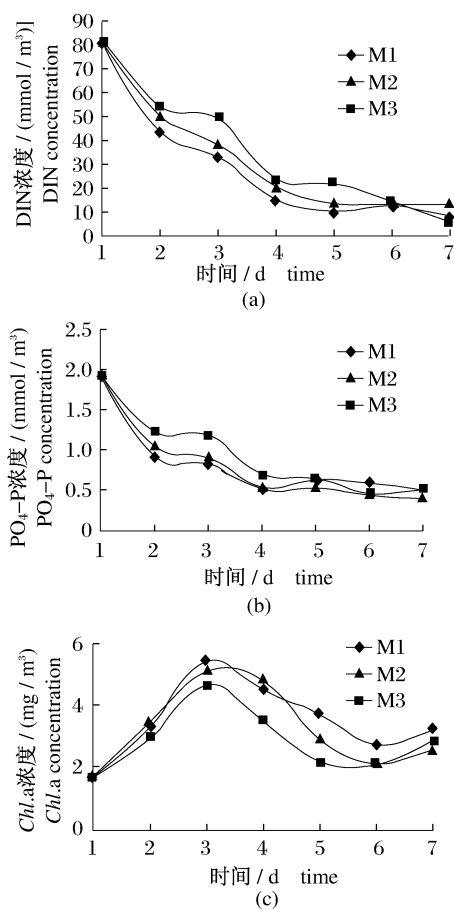 DIN浓度 / (mmol / m³)]
DIN concentration
90
80
70
60
50
40
30
20
10
0
M1
M2
M3
1 2 3 4 5 6 7
时间 / d time
(a)
PO₄–P浓度 / (mmol / m³)
PO₄–P concentration
2.5
2.0
1.5
1.0
0.5
0
M1
M2
M3
1 2 3 4 5 6 7
时间 / d time
(b)
Chl.a浓度 / (mg / m³)
Chl.a concentration
6
4
2
0
M1
M2
M3
1 2 3 4 5 6 7
时间 / d time
(c)